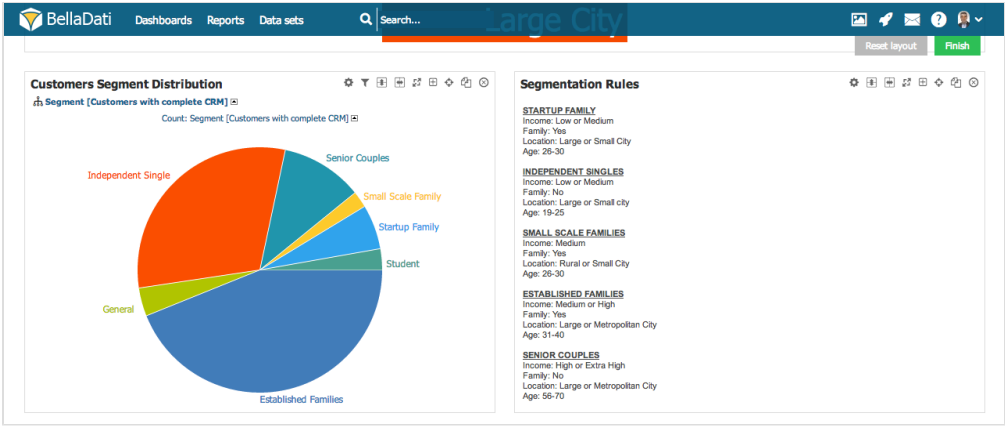 BellaDati
Dashboards Reports Data sets
Search...
Large City
Reset layout
Finish
Customers Segment Distribution
Segment [Customers with complete CRM]
Count: Segment [Customers with complete CRM]
Senior Couples
Independent Single
Small Scale Family
Startup Family
Student
General
Established Families
Segmentation Rules
STARTUP FAMILY
Income: Low or Medium
Family: Yes
Location: Large or Small City
Age: 26-30
INDEPENDENT SINGLES
Income: Low or Medium
Family: No
Location: Large or Small city
Age: 19-25
SMALL SCALE FAMILIES
Income: Medium
Family: Yes
Location: Rural or Small City
Age: 26-30
ESTABLISHED FAMILIES
Income: Medium or High
Family: Yes
Location: Large or Metropolitan City
Age: 31-40
SENIOR COUPLES
Income: High or Extra High
Family: No
Location: Large or Metropolitan City
Age: 56-70